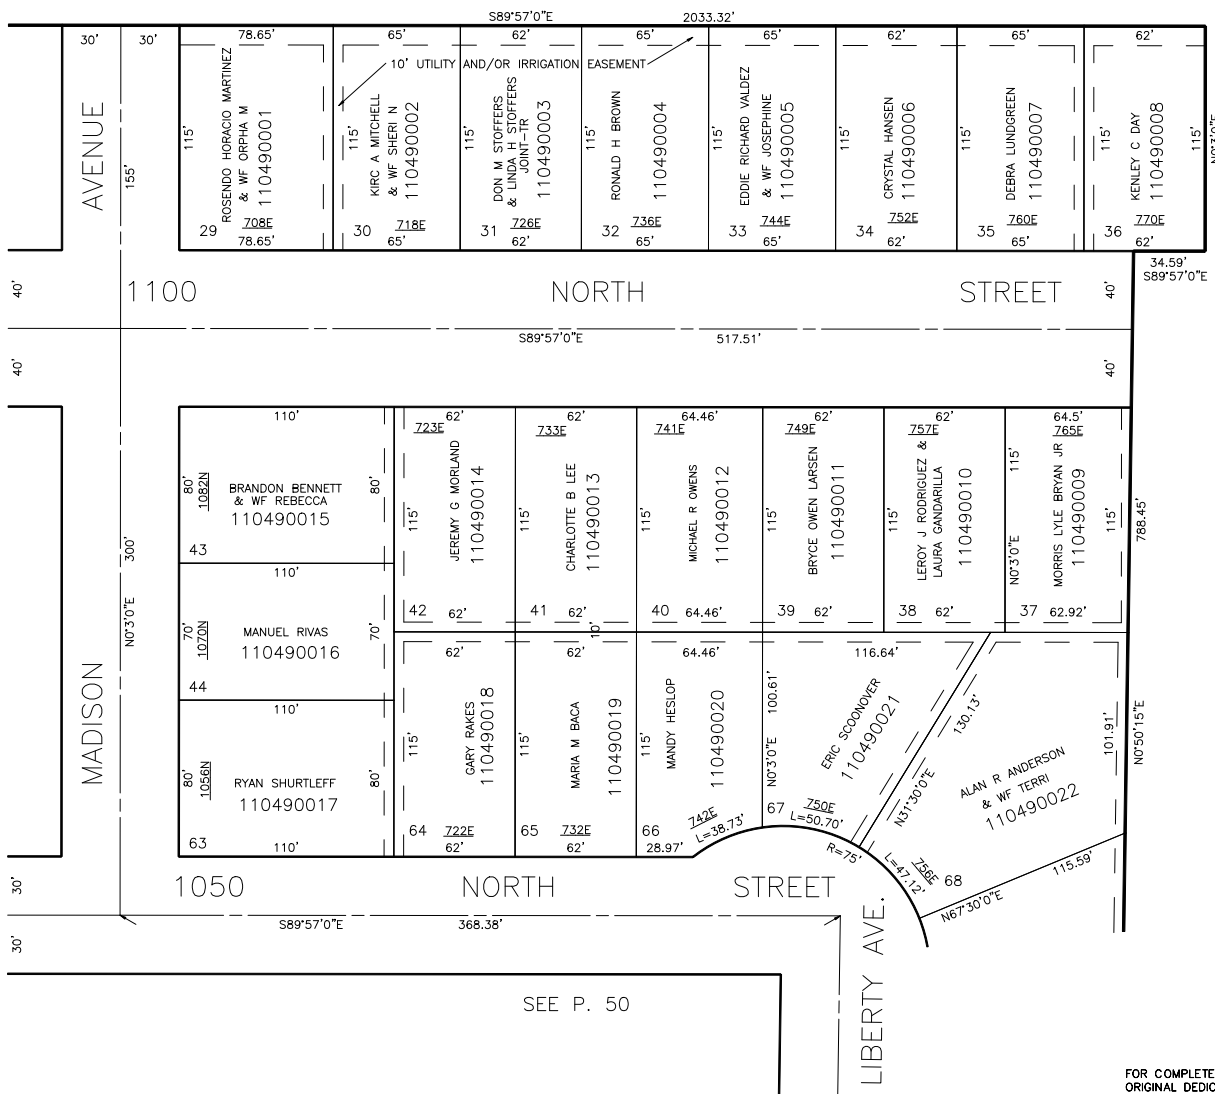 S89°57'0"E 2033.32'
30' 30' 78.65' 65' 62' 65' 65' 62' 65' 62'
10' UTILITY AND/OR IRRIGATION EASEMENT
AVENUE
155'
115'
ROSENDO HORACIO MARTINEZ
& WF ORPHA M
110490001
29 708E
78.65'
115'
KIRC A MITCHELL
& WF SHERI N
110490002
30 718E
65'
115'
DON M STOFFERS
& LINDA H STOFFERS
JOINT-TR
110490003
31 726E
62'
115'
RONALD H BROWN
110490004
32 736E
65'
115'
EDDIE RICHARD VALDEZ
& WF JOSEPHINE
110490005
33 744E
65'
115'
CRYSTAL HANSEN
110490006
34 752E
62'
115'
DEBRA LUNDGREEN
110490007
35 760E
65'
115'
KENLEY C DAY
110490008
36 770E
62'
115'
N0°3'0"E
34.59'
S89°57'0"E
40' 1100 NORTH STREET 40'
S89°57'0"E 517.51'
40' 40'
110'
80'
1082N
BRANDON BENNETT
& WF REBECCA
110490015
80'
43
110'
70'
1070N
MANUEL RIVAS
110490016
70'
44
110'
80'
1056N
RYAN SHURTLEFF
110490017
80'
63
110'
300'
N0°3'0"E
MADISON
62'
723E
115'
JEREMY G MORLAND
110490014
42 62'
62'
733E
115'
CHARLOTTE B LEE
110490013
41 62'
10'
64.46'
741E
115'
MICHAEL R OWENS
110490012
40 64.46'
62'
749E
115'
BRYCE OWEN LARSEN
110490011
39 62'
62'
757E
LEROY J RODRIGUEZ &
LAURA GANDARILLA
110490010
38 62'
64.5'
765E
115'
N0°3'0"E
MORRIS LYLE BRYAN JR
110490009
115'
37 62.92'
788.45'
62'
115'
GARY RAKES
110490018
64 722E
62'
62'
115'
MARIA M BACA
110490019
65 732E
62'
64.46'
115'
MANDY HESLOP
110490020
66 742E
28.97' L=38.73'
116.64'
100.61'
N0°3'0"E
ERIC SCOONOVER
110490021
67 750E
L=50.70'
R=75'
130.13'
N31°30'0"E
ALAN R ANDERSON
& WF TERRI
110490022
101.91'
N0°50'15"E
756E 68
L=47.12'
115.59'
N67°30'0"E
30' 1050 NORTH STREET
S89°57'0"E 368.38'
30'
LIBERTY AVE.
SEE P. 50
FOR COMPLETE
ORIGINAL DEDIC